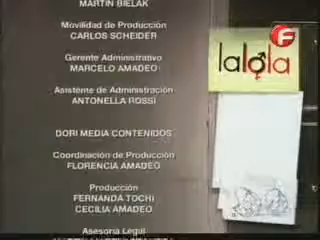 MARTIN BIELAK
Movilidad de Producción
CARLOS SCHEIDER
Gerente Administrativo
MARCELO AMADEO
Asistente de Administración
ANTONELLA ROSSI
DORI MEDIA CONTENIDOS
Coordinación de Producción
FLORENCIA AMADEO
Producción
FERNANDA TOCHI
CECILIA AMADEO
Asesoría Legal
lalola
F